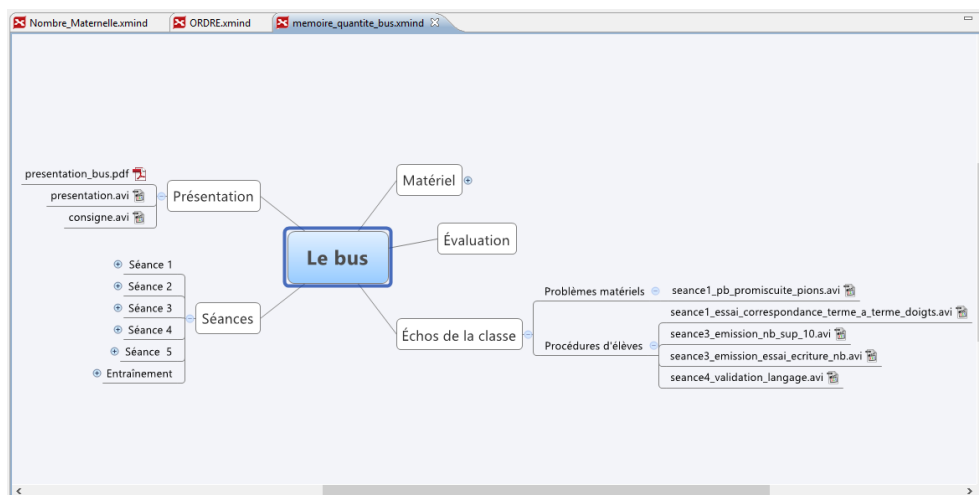 Nombre_Maternelle.xmind
ORDRE.xmind
memoire_quantite_bus.xmind
presentation_bus.pdf
presentation.avi
consigne.avi
Présentation
Matériel
Évaluation
Le bus
Séance 1
Séance 2
Séance 3
Séance 4
Séance 5
Entraînement
Séances
Échos de la classe
Problèmes matériels
seance1_pb_promiscuite_pions.avi
Procédures d'élèves
seance1_essai_correspondance_terme_a_terme_doigts.avi
seance3_emission_nb_sup_10.avi
seance3_emission_essai_ecriture_nb.avi
seance4_validation_langage.avi